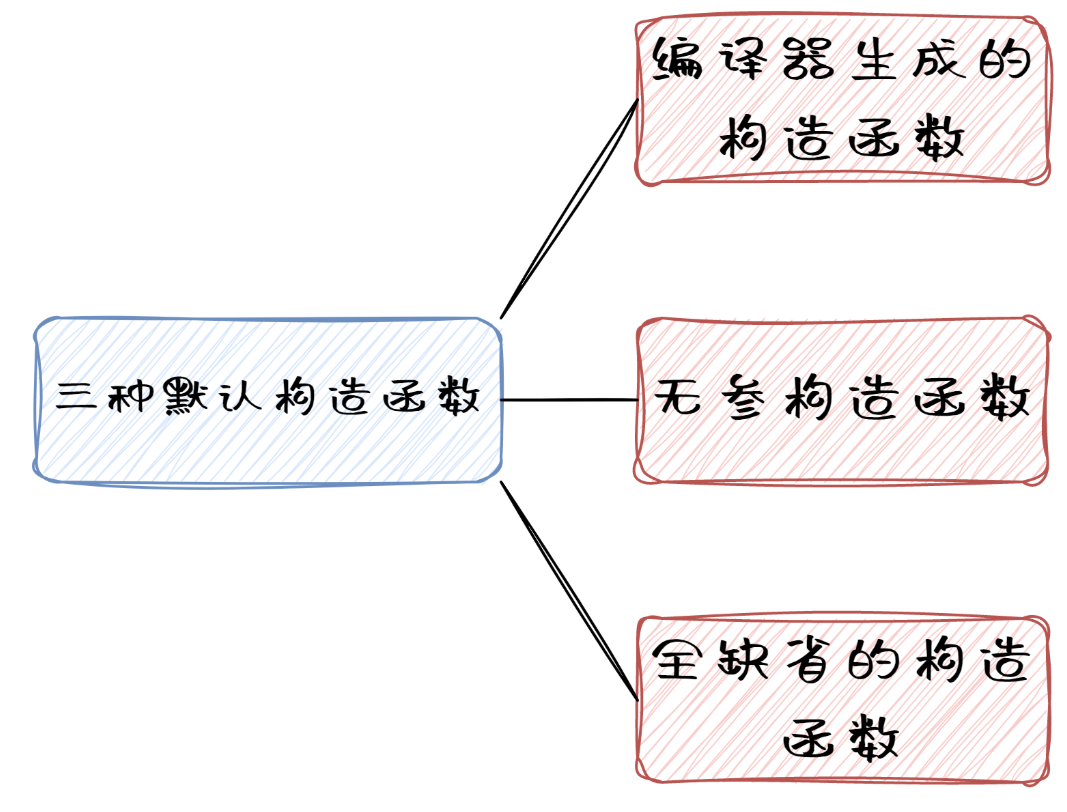 编译器生成的
构造函数
三种默认构造函数
无参构造函数
全缺省的构造
函数